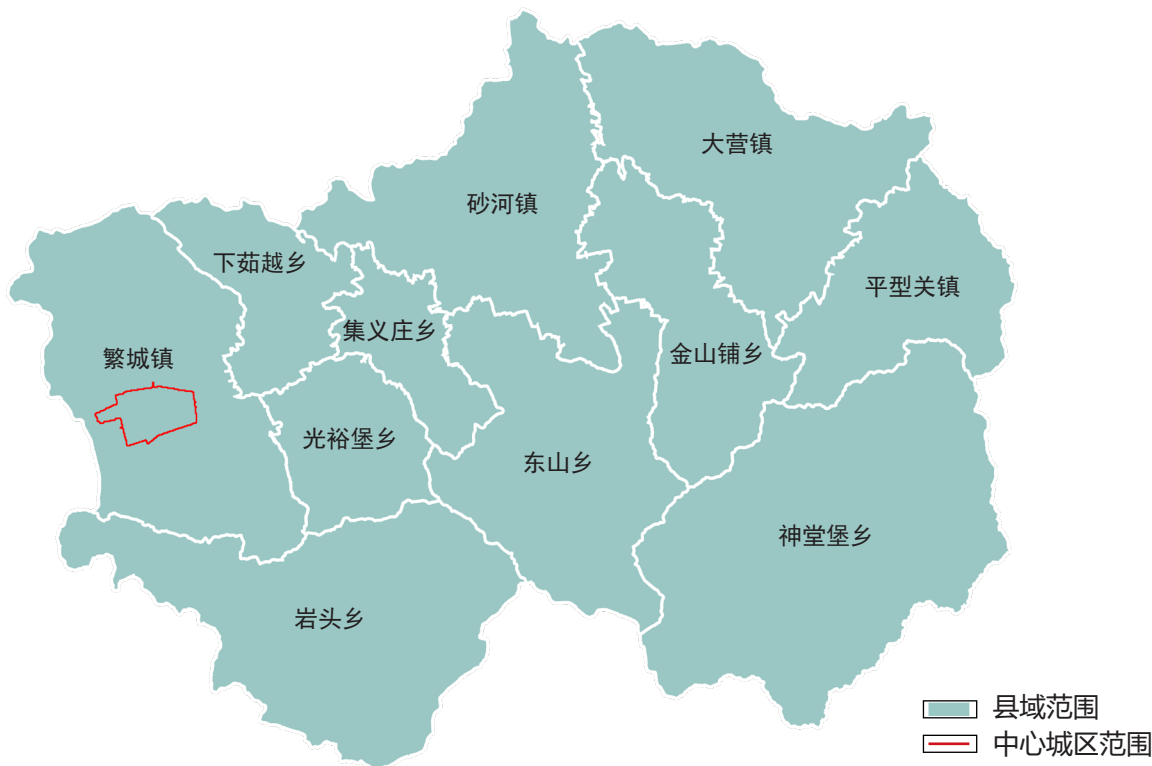 大营镇
砂河镇
下茹越乡
平型关镇
集义庄乡
金山铺乡
繁城镇
光裕堡乡
东山乡
神堂堡乡
岩头乡
县域范围
中心城区范围